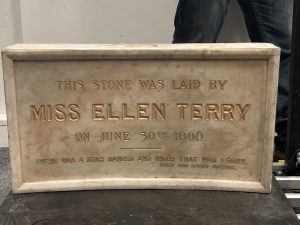 THIS STONE WAS LAID BY
MISS ELLEN TERRY
ON JUNE 30TH
THERE WAS A STAR DANCED AND UNDER THAT WAS I BORN.